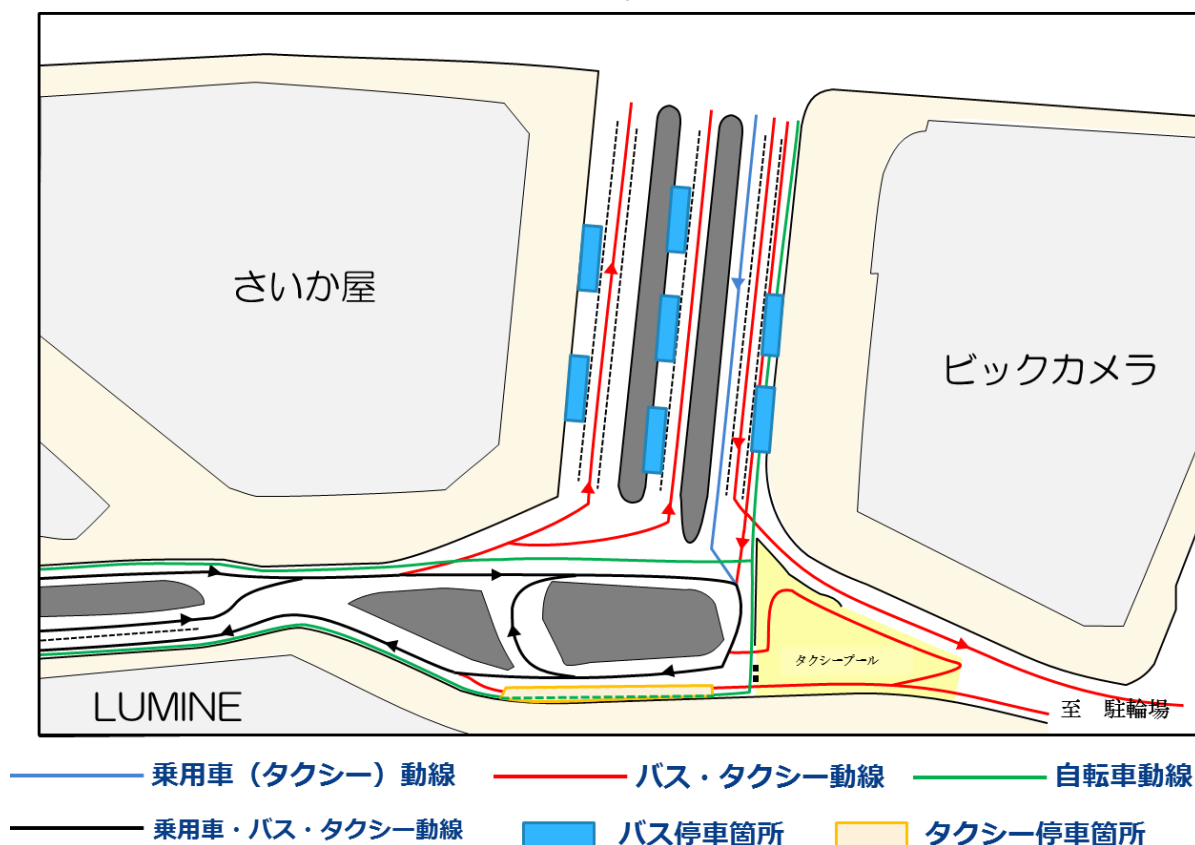 さいか屋
ビックカメラ
タクシープール
LUMINE
至　駐輪場
乗用車（タクシー）動線
バス・タクシー動線
自転車動線
乗用車・バス・タクシー動線
バス停車箇所
タクシー停車箇所